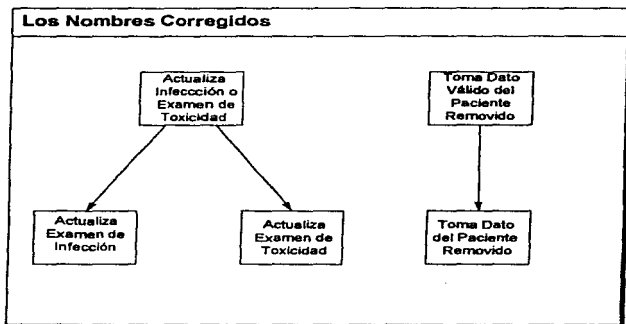 Los Nombres Corregidos
Actualiza
Infeccción o
Examen de
Toxicidad
Toma Dato
Válido del
Paciente
Removido
Actualiza
Examen de
Infección
Actualiza
Examen de
Toxicidad
Toma Dato
del Paciente
Removido